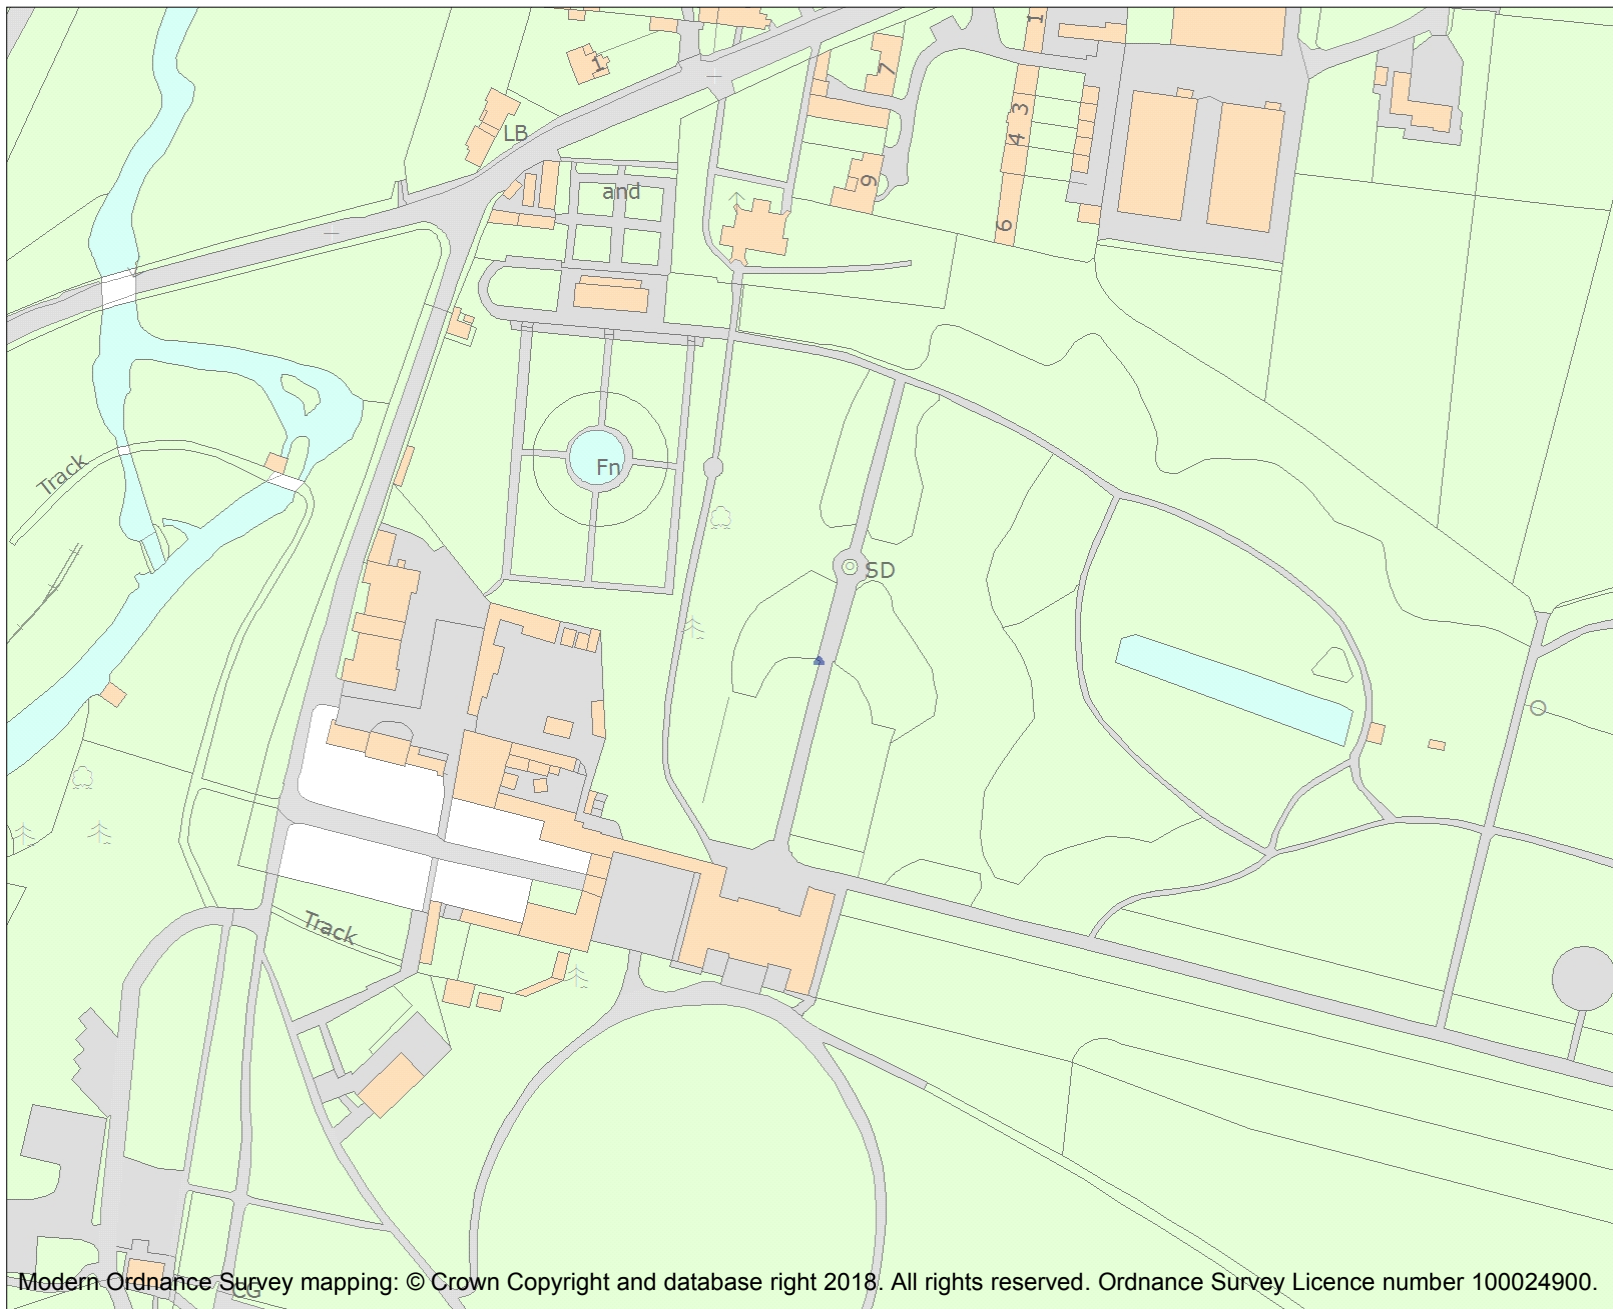 1
1
7
LB
3
4
and
9
6
Track
Fn
SD
Track
CG
Modern Ordnance Survey mapping: © Crown Copyright and database right 2018. All rights reserved. Ordnance Survey Licence number 100024900.